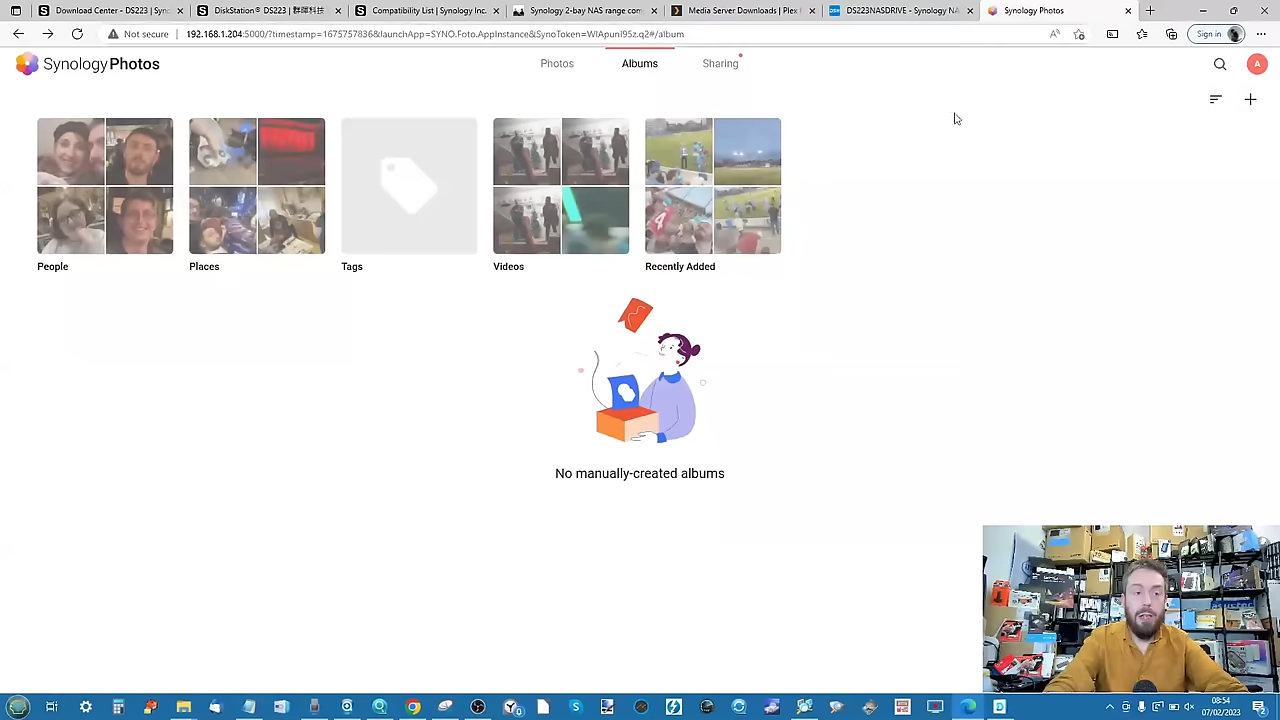 Download Center - DS223 | Sync
DiskStation® DS223 | 群暉科技
Compatibility List | Synology Inc.
Synology 2-bay NAS range com
Media Server Downloads | Plex
DS223NASDRIVE - Synology NA
Synology Photos
Not secure
192.168.1.204:5000/?timestamp=1675757836&launchApp=SYNO.Foto.AppInstance&SynoToken=WIApunI95z.q2#/album
Sign in
SynologyPhotos
Photos
Albums
Sharing
A
People
Places
Tags
Videos
Recently Added
No manually-created albums
08:54
07/02/2023